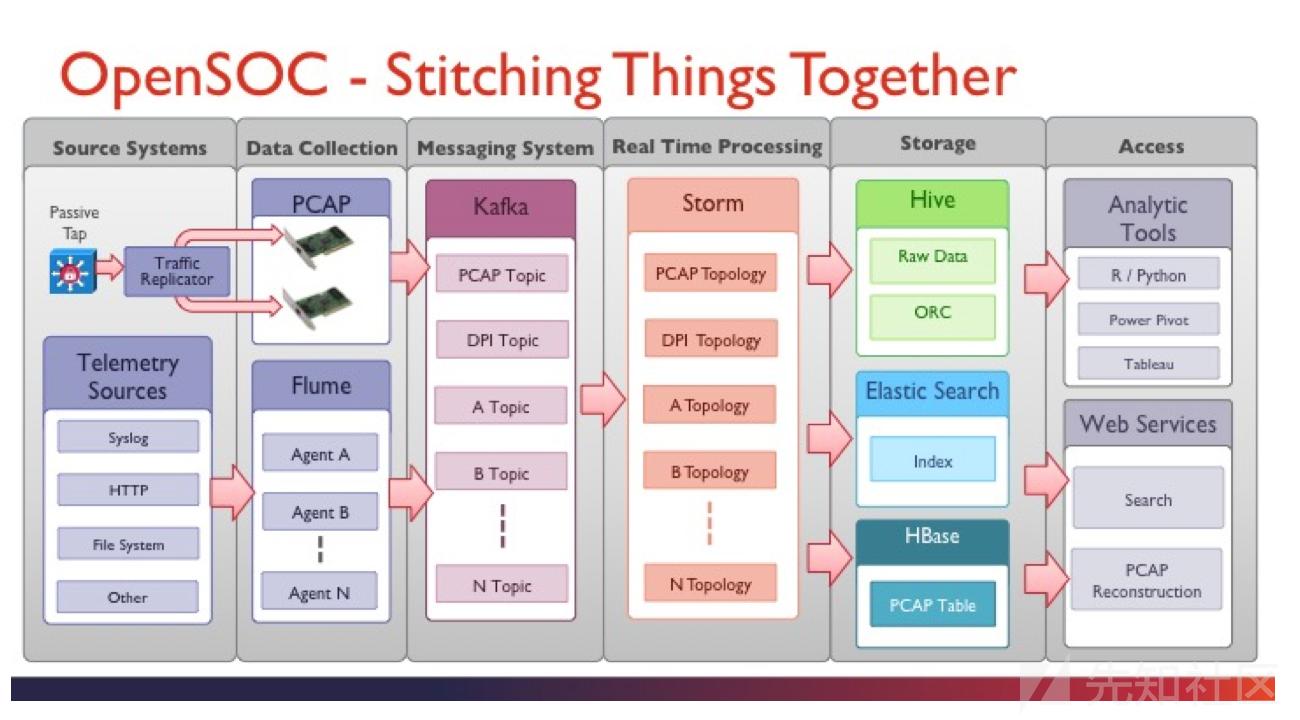 OpenSOC - Stitching Things Together
Source Systems
Data Collection
Messaging System
Real Time Processing
Storage
Access
Passive
Tap
Traffic
Replicator
Telemetry
Sources
Syslog
HTTP
File System
Other
PCAP
Flume
Agent A
Agent B
Agent N
Kafka
PCAP Topic
DPI Topic
A Topic
B Topic
N Topic
Storm
PCAP Topology
DPI Topology
A Topology
B Topology
N Topology
Hive
Raw Data
ORC
Elastic Search
Index
HBase
PCAP Table
Analytic
Tools
R / Python
Power Pivot
Tableau
Web Services
Search
PCAP
Reconstruction
先知社区